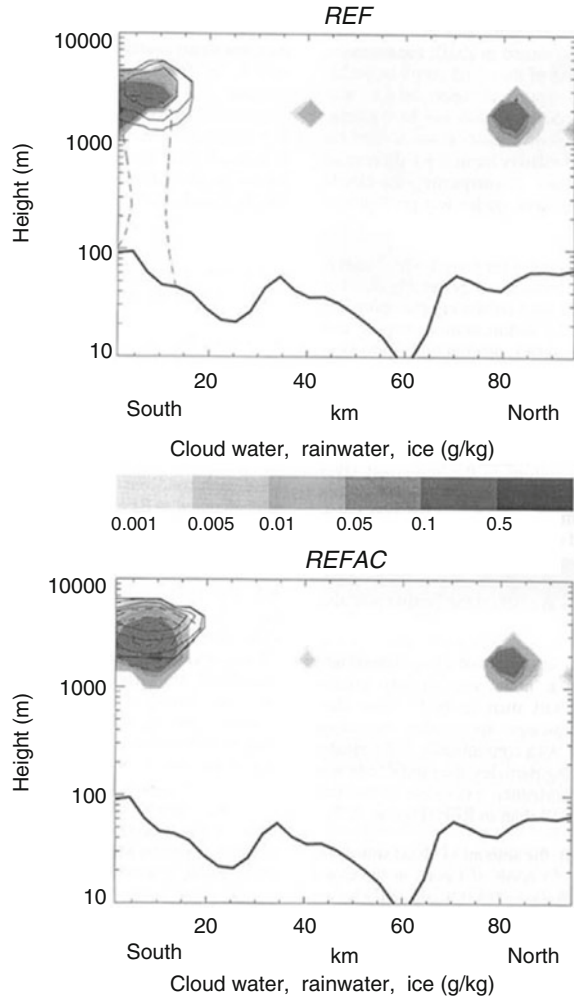 REF
10000
1000
100
10
Height (m)
20 40 60 80
South km North
Cloud water, rainwater, ice (g/kg)
0.001 0.005 0.01 0.05 0.1 0.5
REFAC
10000
1000
100
10
Height (m)
20 40 60 80
South km North
Cloud water, rainwater, ice (g/kg)